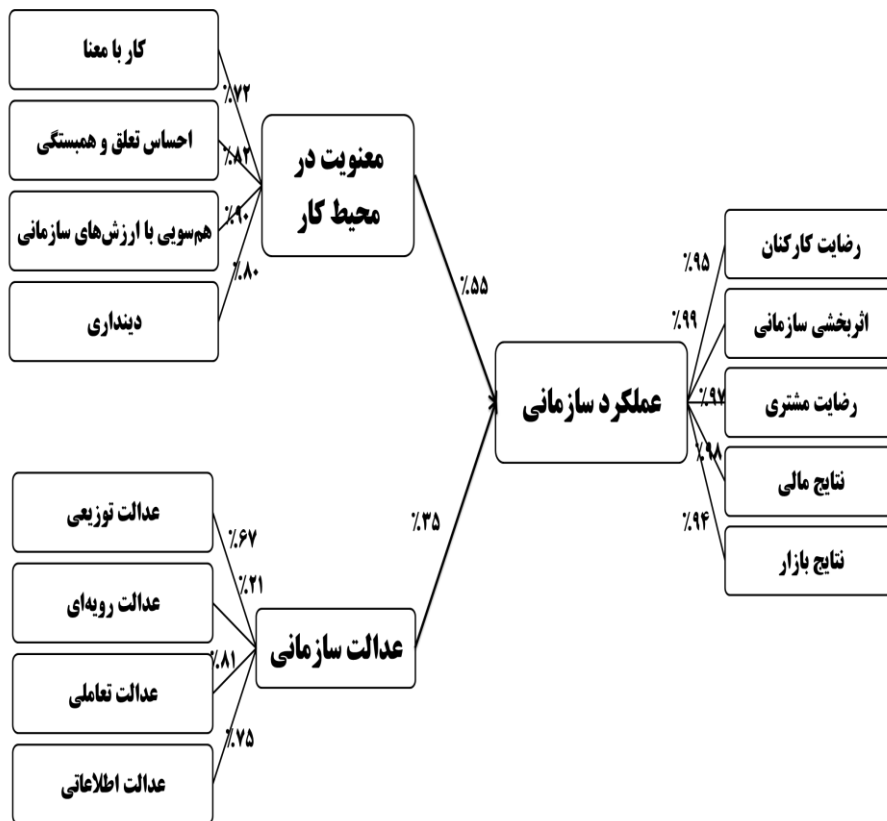 کار با معنا
٪۷۲
احساس تعلق و همبستگی
٪۸۲
هم‌سویی با ارزش‌های سازمانی
٪۹۰
دینداری
٪۸۰
معنویت در
محیط کار
٪۵۵
رضایت کارکنان
٪۹۵
اثربخشی سازمانی
٪۹۹
رضایت مشتری
٪۹۷
نتایج مالی
٪۹۸
نتایج بازار
٪۹۴
عملکرد سازمانی
عدالت توزیعی
٪۶۷
عدالت رویه‌ای
٪۲۱
عدالت تعاملی
٪۸۱
عدالت اطلاعاتی
٪۷۵
عدالت سازمانی
٪۳۵